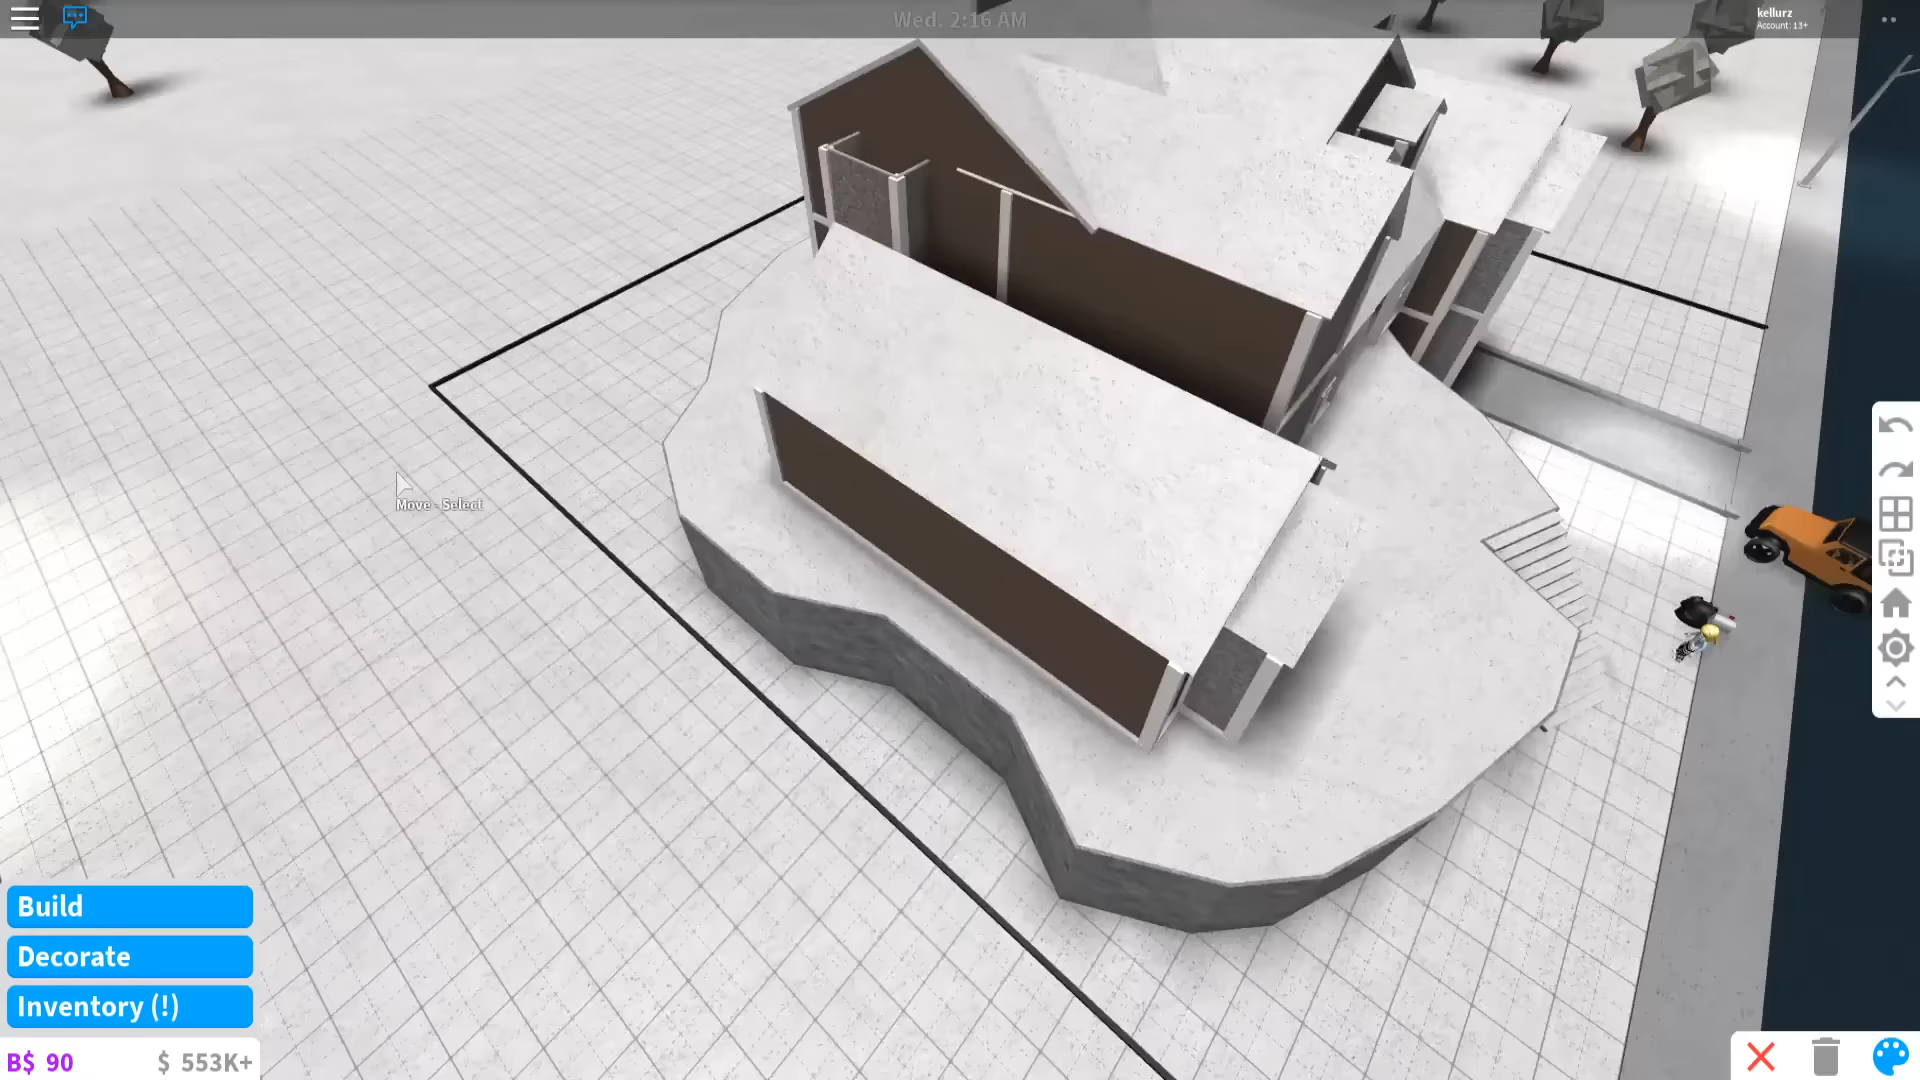 Wed. 2:16 AM
kellurz
Account: 13+
Move - Select
Build
Decorate
Inventory (!)
B$ 90
$ 553K+